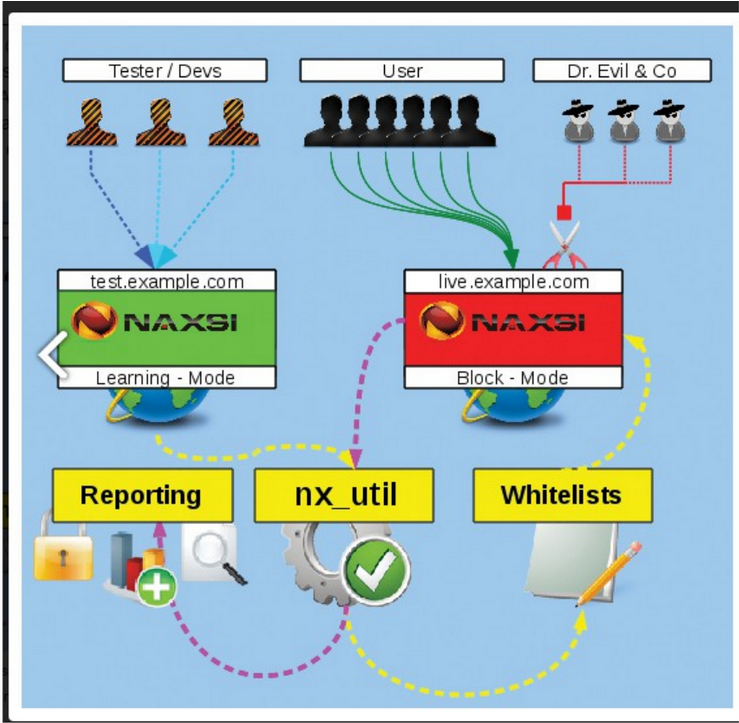 Tester / Devs
User
Dr. Evil & Co
test.example.com
NAXSI
Learning - Mode
live.example.com
NAXSI
Block - Mode
Reporting
nx_util
Whitelists